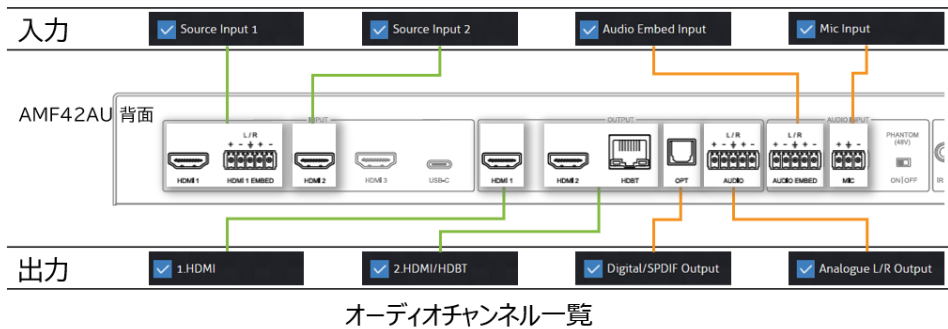 入力
Source Input 1
Source Input 2
Audio Embed Input
Mic Input
AMF42AU 背面
INPUT
OUTPUT
AUDIO INPUT
L/R
+ - ⏚ + -
L/R
+ - ⏚ + -
L/R
+ - ⏚ + -
+ ⏚ -
PHANTOM
(48V)
HDMI 1
HDMI 1 EMBED
HDMI 2
HDMI 3
USB-C
HDMI 1
HDMI 2
HDBT
OPT
AUDIO
AUDIO EMBED
MIC
ON|OFF
IR
出力
1.HDMI
2.HDMI/HDBT
Digital/SPDIF Output
Analogue L/R Output
オーディオチャンネル一覧